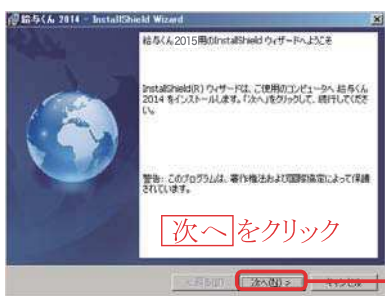 給与くん 2014 - InstallShield Wizard
給与くん2015用のInstallShield ウィザードへようこそ
InstallShield(R) ウィザードは、ご使用のコンピュータへ 給与くん
2014 をインストールします。「次へ」をクリックして、続行してくださ
い。
警告: このプログラムは、著作権法および国際協定によって保護
されています。
次へをクリック
< 戻る(B)
次へ(N) >
キャンセル